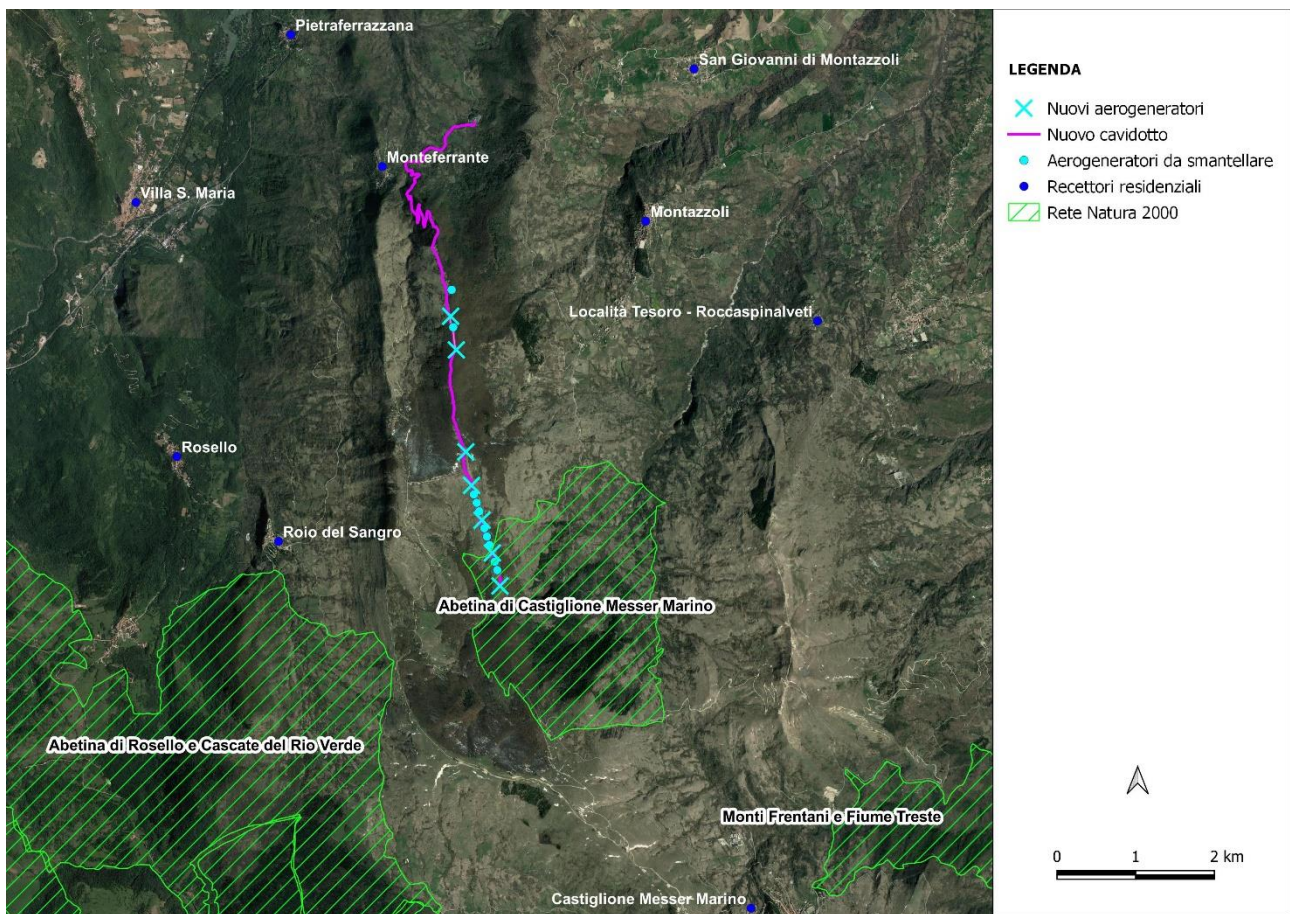 Pietraferrazzana
San Giovanni di Montazzoli
Monteferrante
Villa S. Maria
Montazzoli
Località Tesoro - Roccaspinalveti
Rosello
Roio del Sangro
Abetina di Castiglione Messer Marino
Abetina di Rosello e Cascate del Rio Verde
Monti Frentani e Fiume Treste
Castiglione Messer Marino
LEGENDA
Nuovi aerogeneratori
Nuovo cavidotto
Aerogeneratori da smantellare
Recettori residenziali
Rete Natura 2000
0 1 2 km